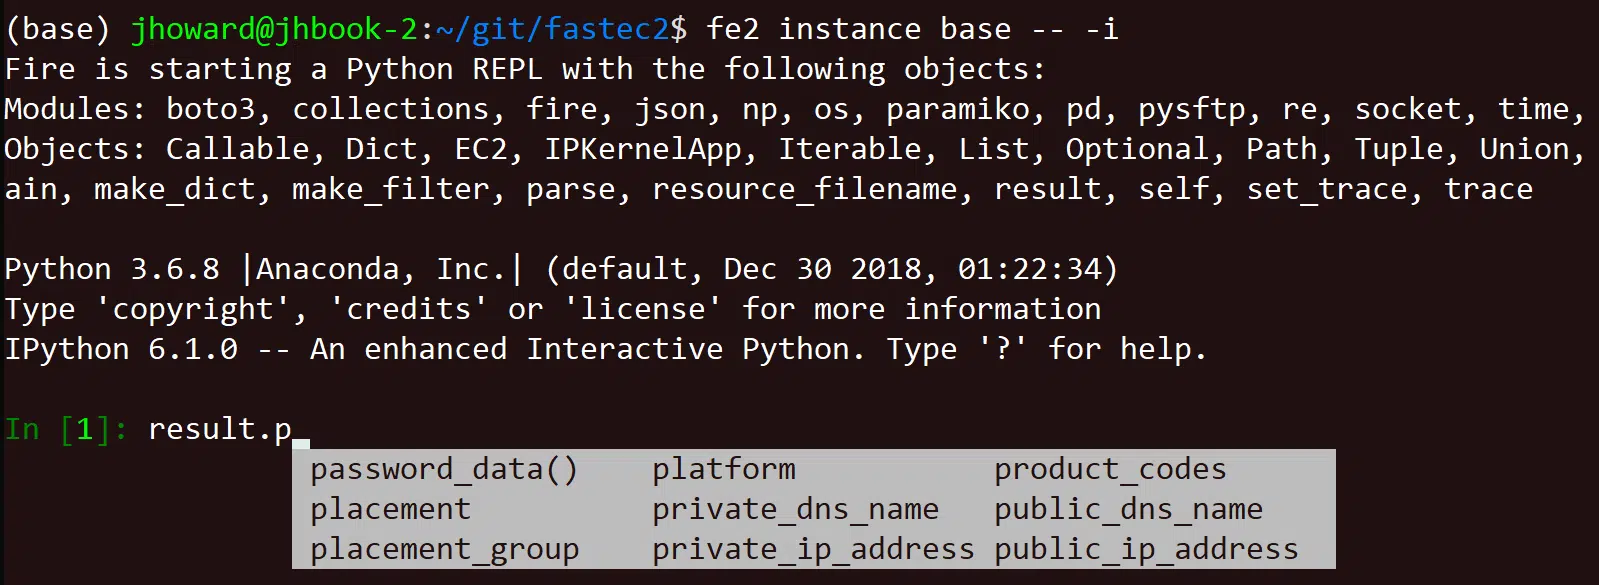 (base) jhoward@jhbook-2:~/git/fastec2$ fe2 instance base -- -i
Fire is starting a Python REPL with the following objects:
Modules: boto3, collections, fire, json, np, os, paramiko, pd, pysftp, re, socket, time,
Objects: Callable, Dict, EC2, IPKernelApp, Iterable, List, Optional, Path, Tuple, Union,
ain, make_dict, make_filter, parse, resource_filename, result, self, set_trace, trace
Python 3.6.8 |Anaconda, Inc.| (default, Dec 30 2018, 01:22:34)
Type 'copyright', 'credits' or 'license' for more information
IPython 6.1.0 -- An enhanced Interactive Python. Type '?' for help.
In [1]: result.p
password_data() platform product_codes
placement private_dns_name public_dns_name
placement_group private_ip_address public_ip_address